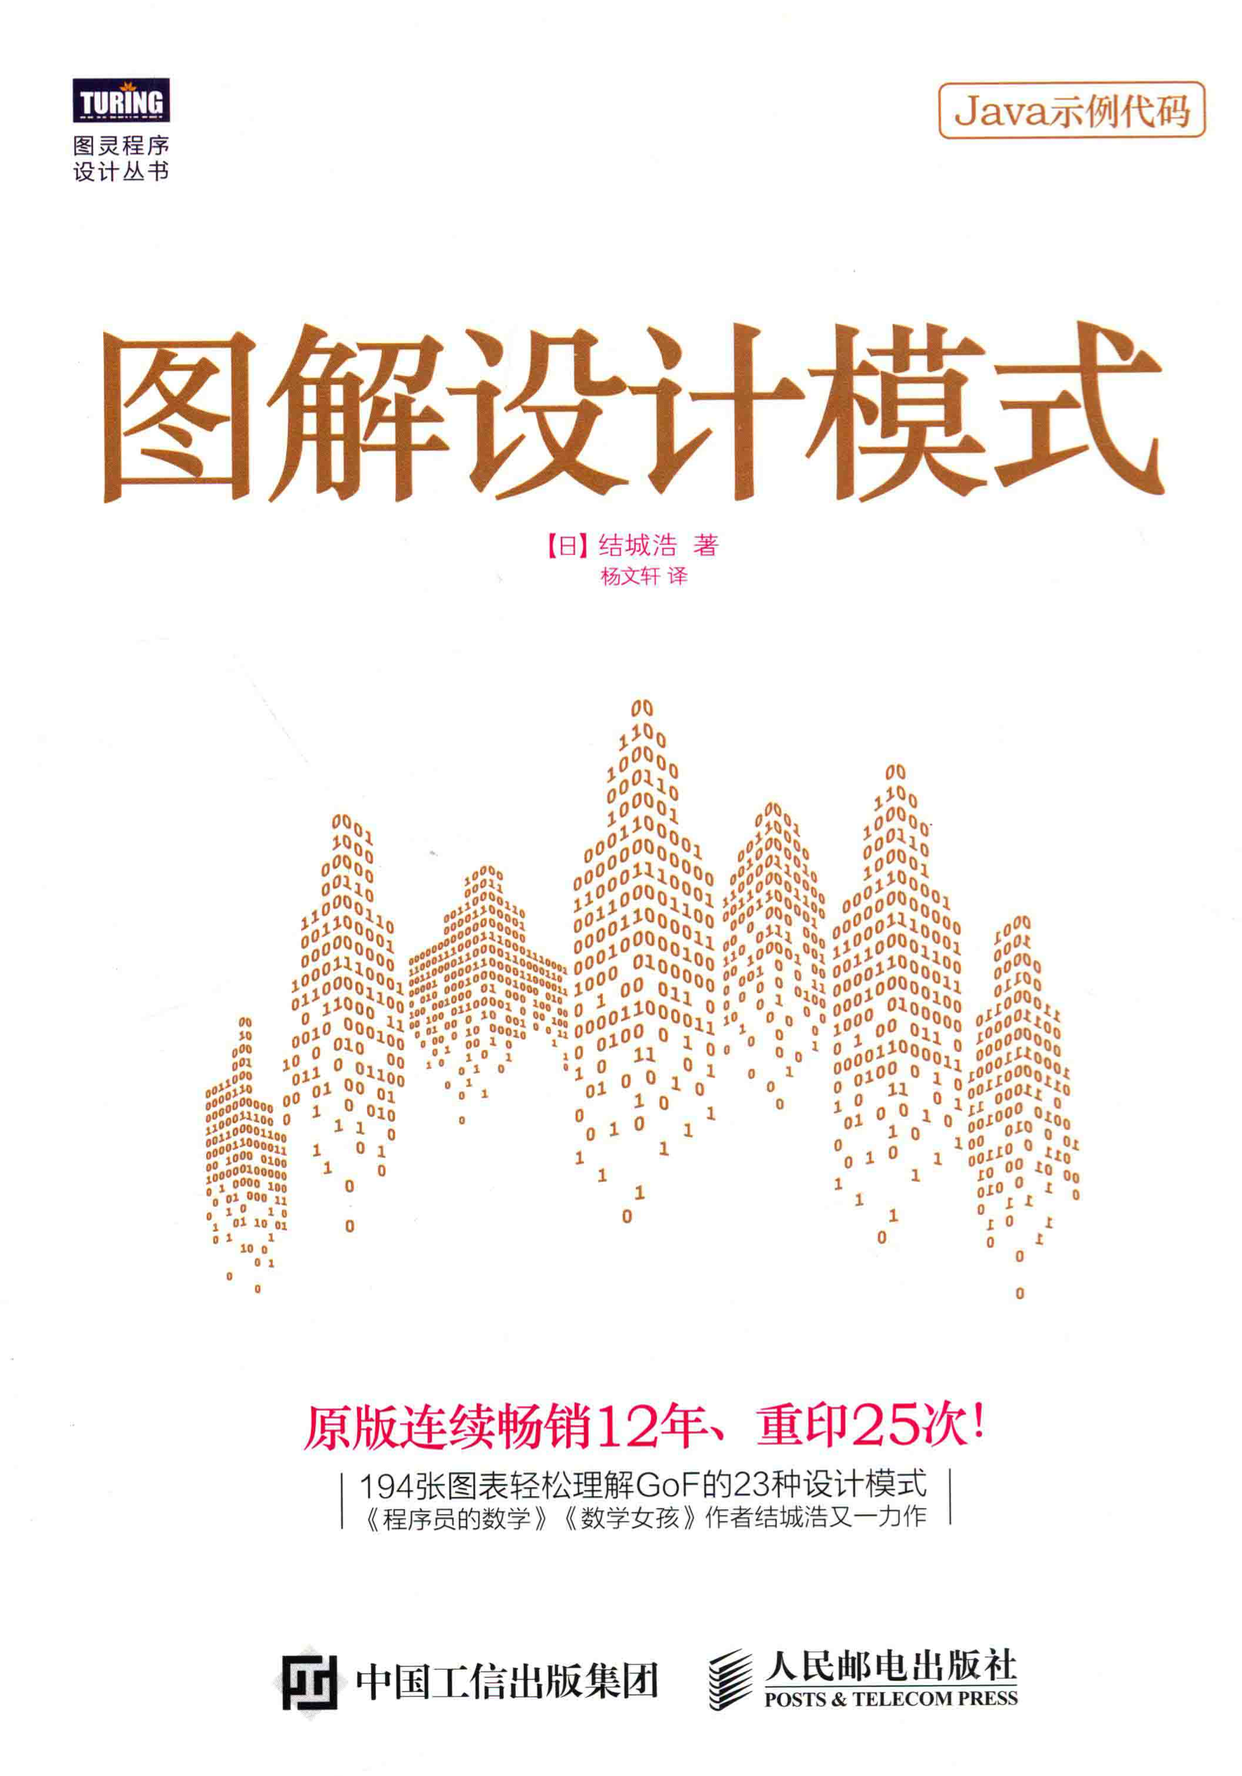 TURING
图灵程序
设计丛书
Java示例代码
图解设计模式
【日】结城浩 著
杨文轩 译
原版连续畅销12年、重印25次！
194张图表轻松理解GoF的23种设计模式
《程序员的数学》《数学女孩》作者结城浩又一力作
中国工信出版集团
人民邮电出版社
POSTS & TELECOM PRESS